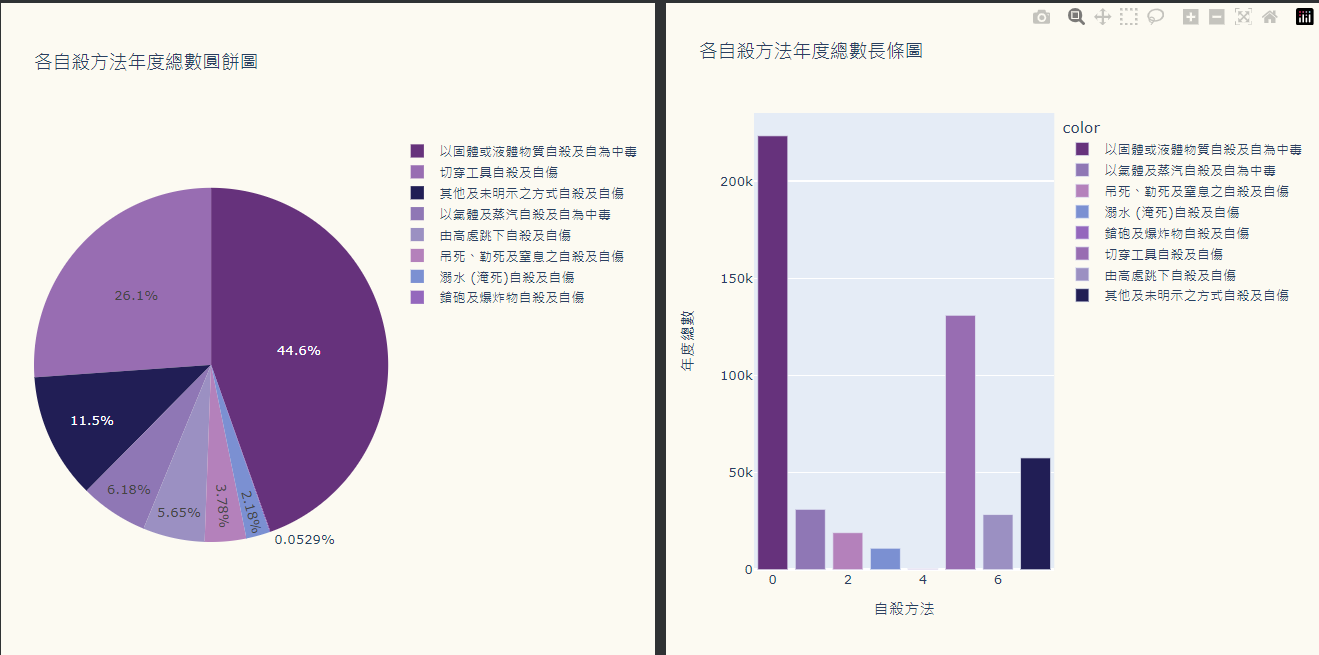 各自殺方法年度總數圓餅圖
以固體或液體物質自殺及自為中毒
切穿工具自殺及自傷
其他及未明示之方式自殺及自傷
以氣體及蒸汽自殺及自為中毒
由高處跳下自殺及自傷
吊死、勒死及窒息之自殺及自傷
溺水 (淹死)自殺及自傷
鎗砲及爆炸物自殺及自傷
26.1%
44.6%
11.5%
6.18%
5.65%
3.78%
2.18%
0.0529%
各自殺方法年度總數長條圖
color
以固體或液體物質自殺及自為中毒
以氣體及蒸汽自殺及自為中毒
吊死、勒死及窒息之自殺及自傷
溺水 (淹死)自殺及自傷
鎗砲及爆炸物自殺及自傷
切穿工具自殺及自傷
由高處跳下自殺及自傷
其他及未明示之方式自殺及自傷
年度總數
200k
150k
100k
50k
0
0
2
4
6
自殺方法